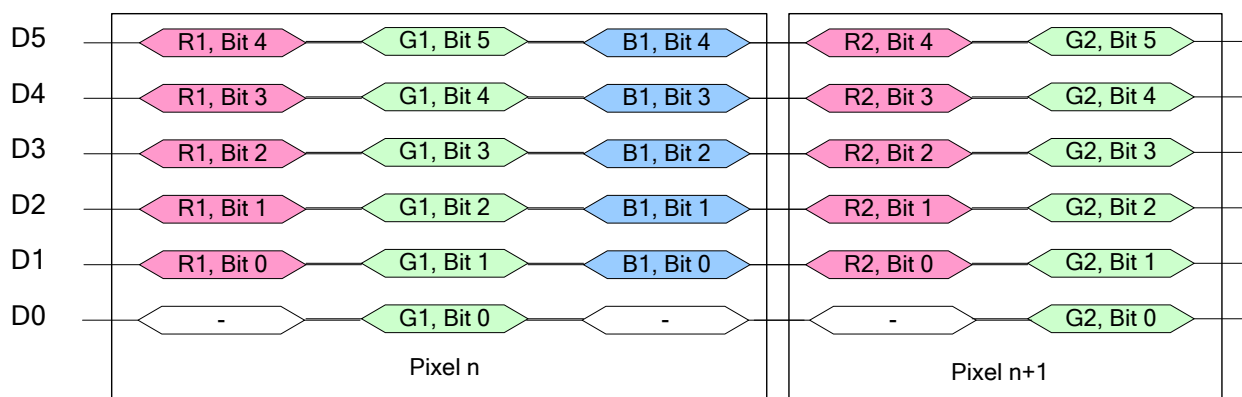 D5 R1, Bit 4 G1, Bit 5 B1, Bit 4 R2, Bit 4 G2, Bit 5
D4 R1, Bit 3 G1, Bit 4 B1, Bit 3 R2, Bit 3 G2, Bit 4
D3 R1, Bit 2 G1, Bit 3 B1, Bit 2 R2, Bit 2 G2, Bit 3
D2 R1, Bit 1 G1, Bit 2 B1, Bit 1 R2, Bit 1 G2, Bit 2
D1 R1, Bit 0 G1, Bit 1 B1, Bit 0 R2, Bit 0 G2, Bit 1
D0 - G1, Bit 0 - - G2, Bit 0
Pixel n Pixel n+1